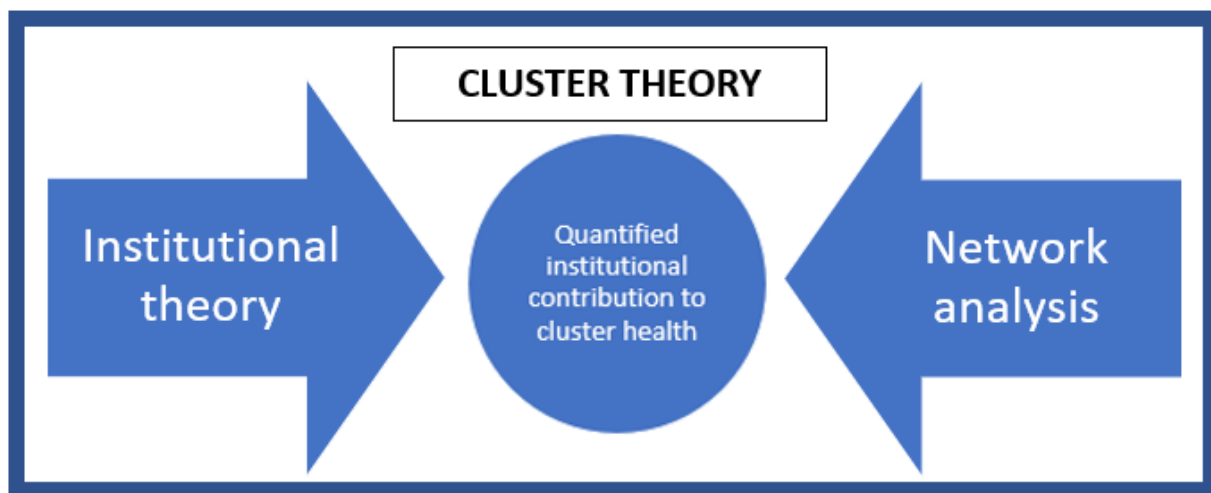 CLUSTER THEORY
Institutional
theory
Quantified
institutional
contribution to
cluster health
Network
analysis